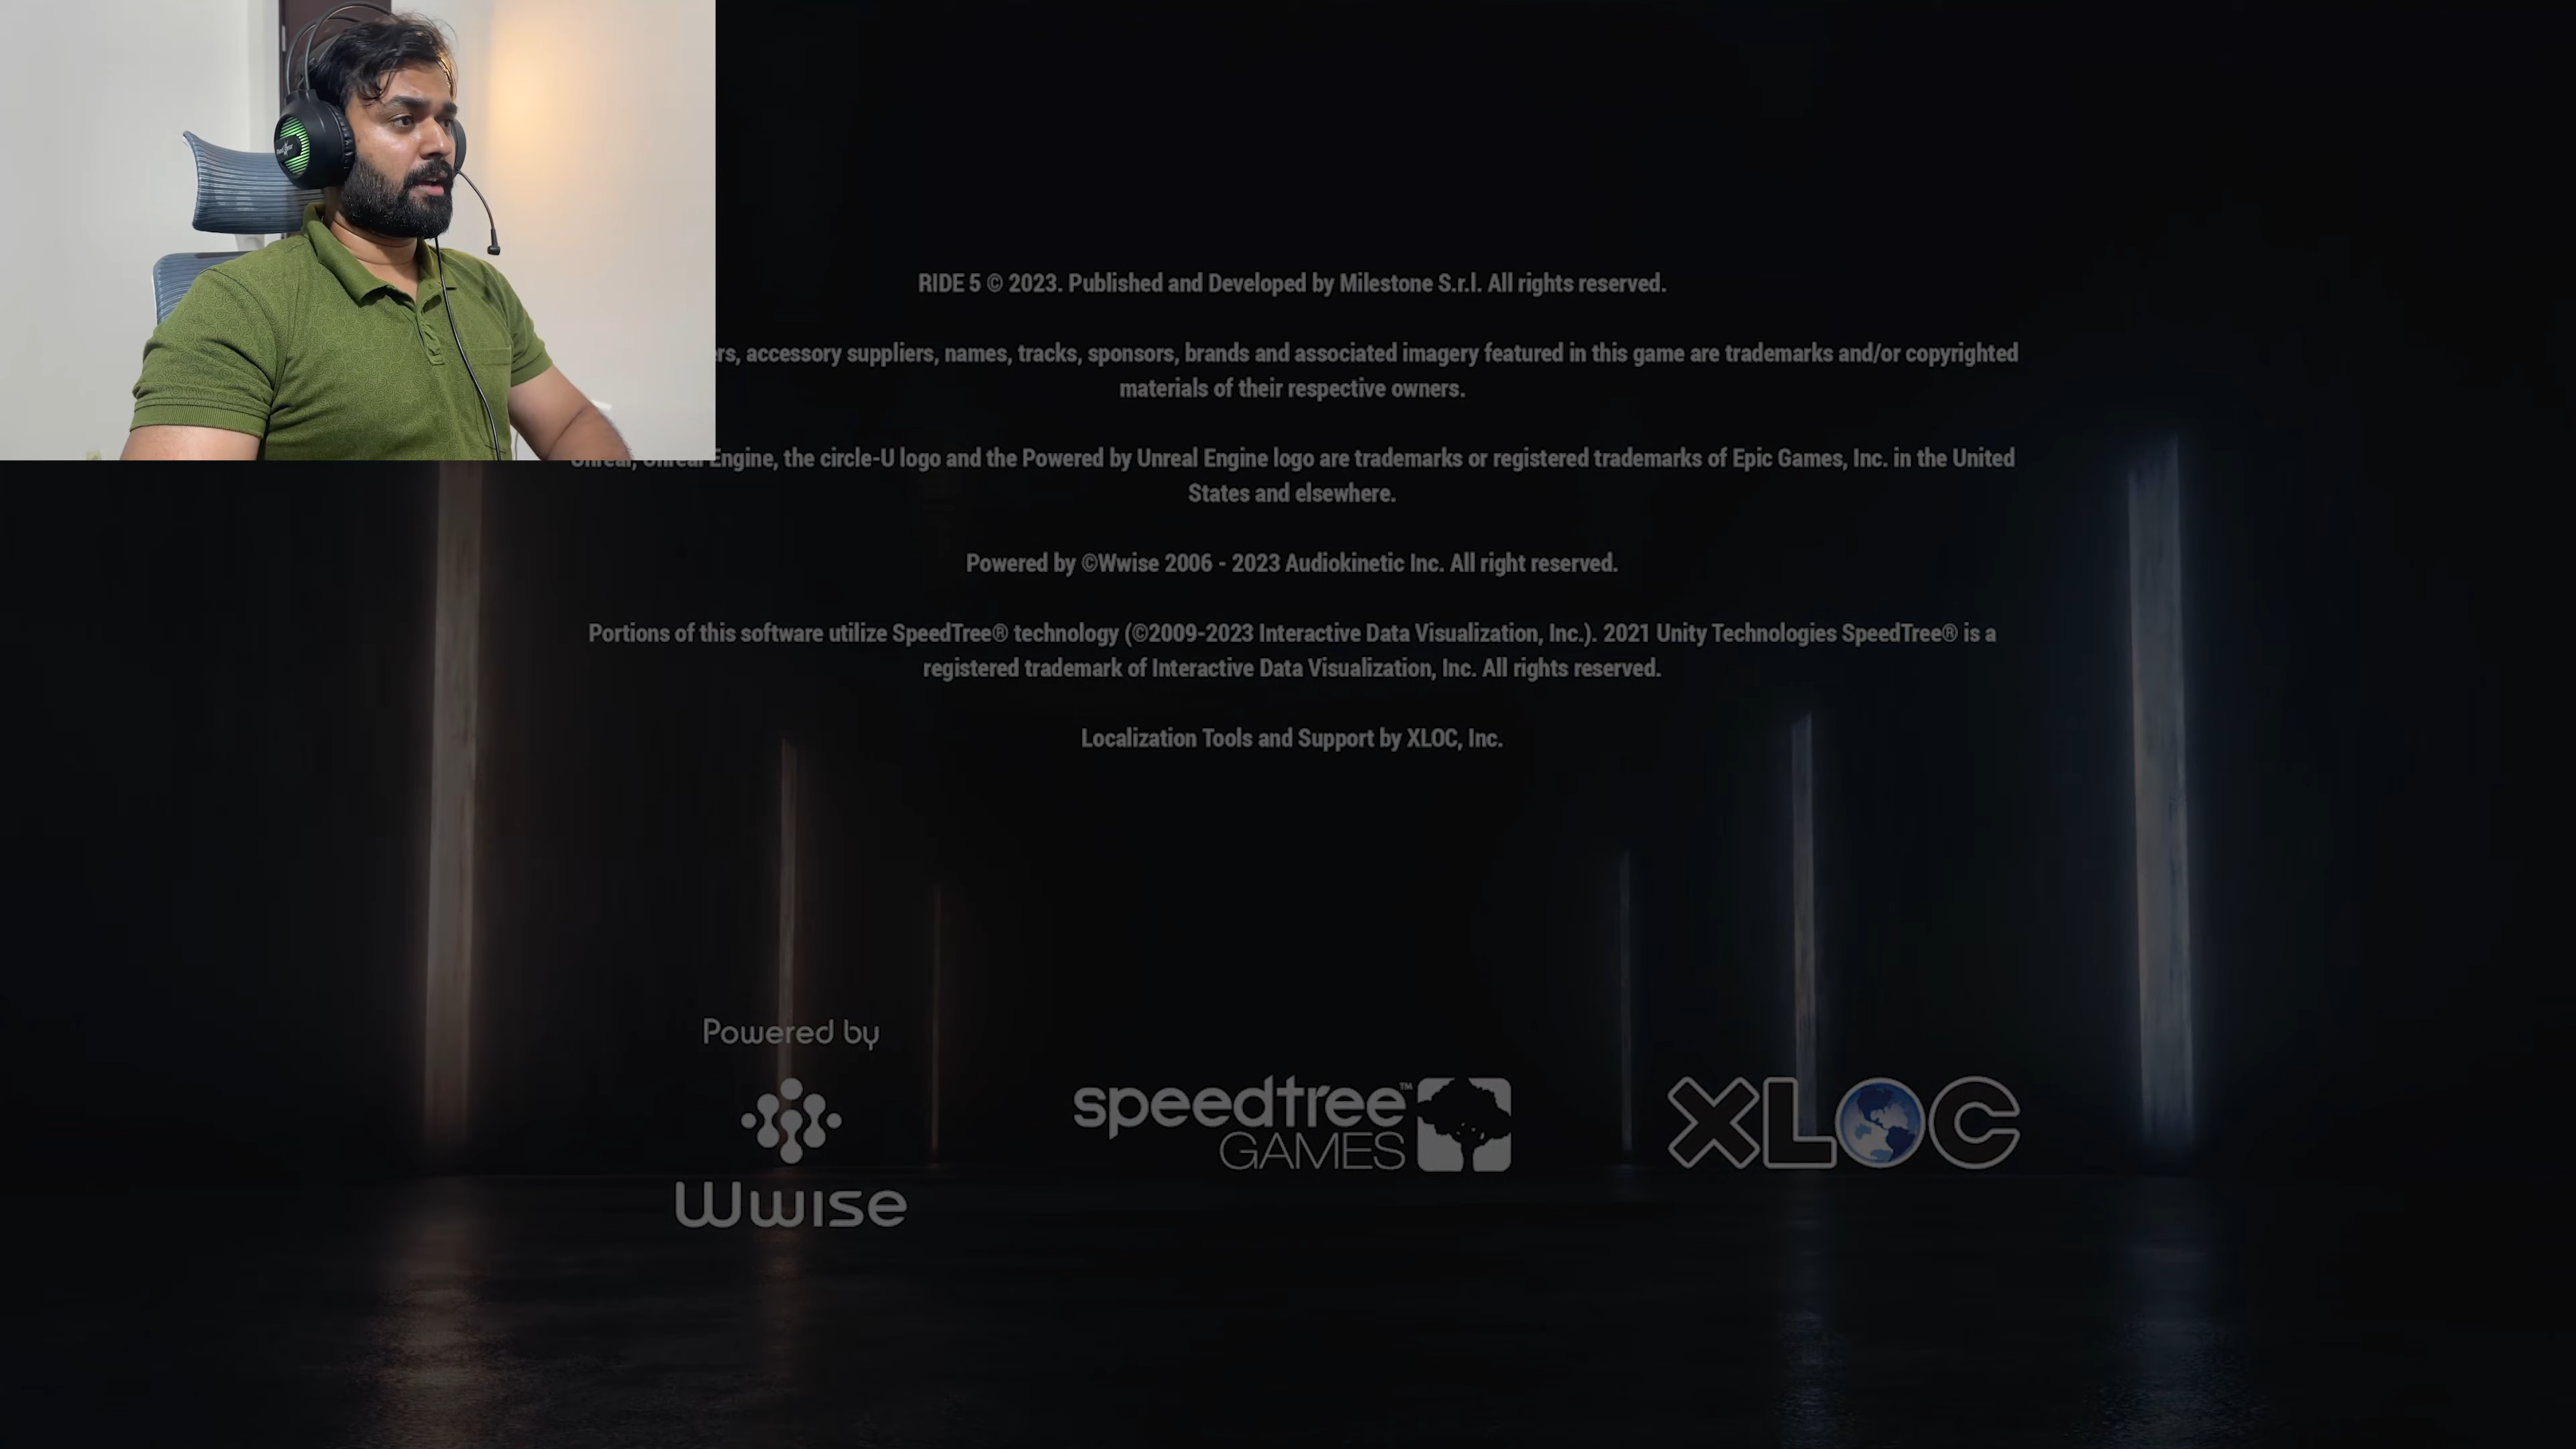 RIDE 5 © 2023. Published and Developed by Milestone S.r.l. All rights reserved.
accessory suppliers, names, tracks, sponsors, brands and associated imagery featured in this game are trademarks and/or copyrighted
materials of their respective owners.
Unreal, Unreal Engine, the circle-U logo and the Powered by Unreal Engine logo are trademarks or registered trademarks of Epic Games, Inc. in the United
States and elsewhere.
Powered by ©Wwise 2006 - 2023 Audiokinetic Inc. All right reserved.
Portions of this software utilize SpeedTree® technology (©2009-2023 Interactive Data Visualization, Inc.). 2021 Unity Technologies SpeedTree® is a
registered trademark of Interactive Data Visualization, Inc. All rights reserved.
Localization Tools and Support by XLOC, Inc.
Powered by
Wwise
speedtree™
GAMES
XLOC